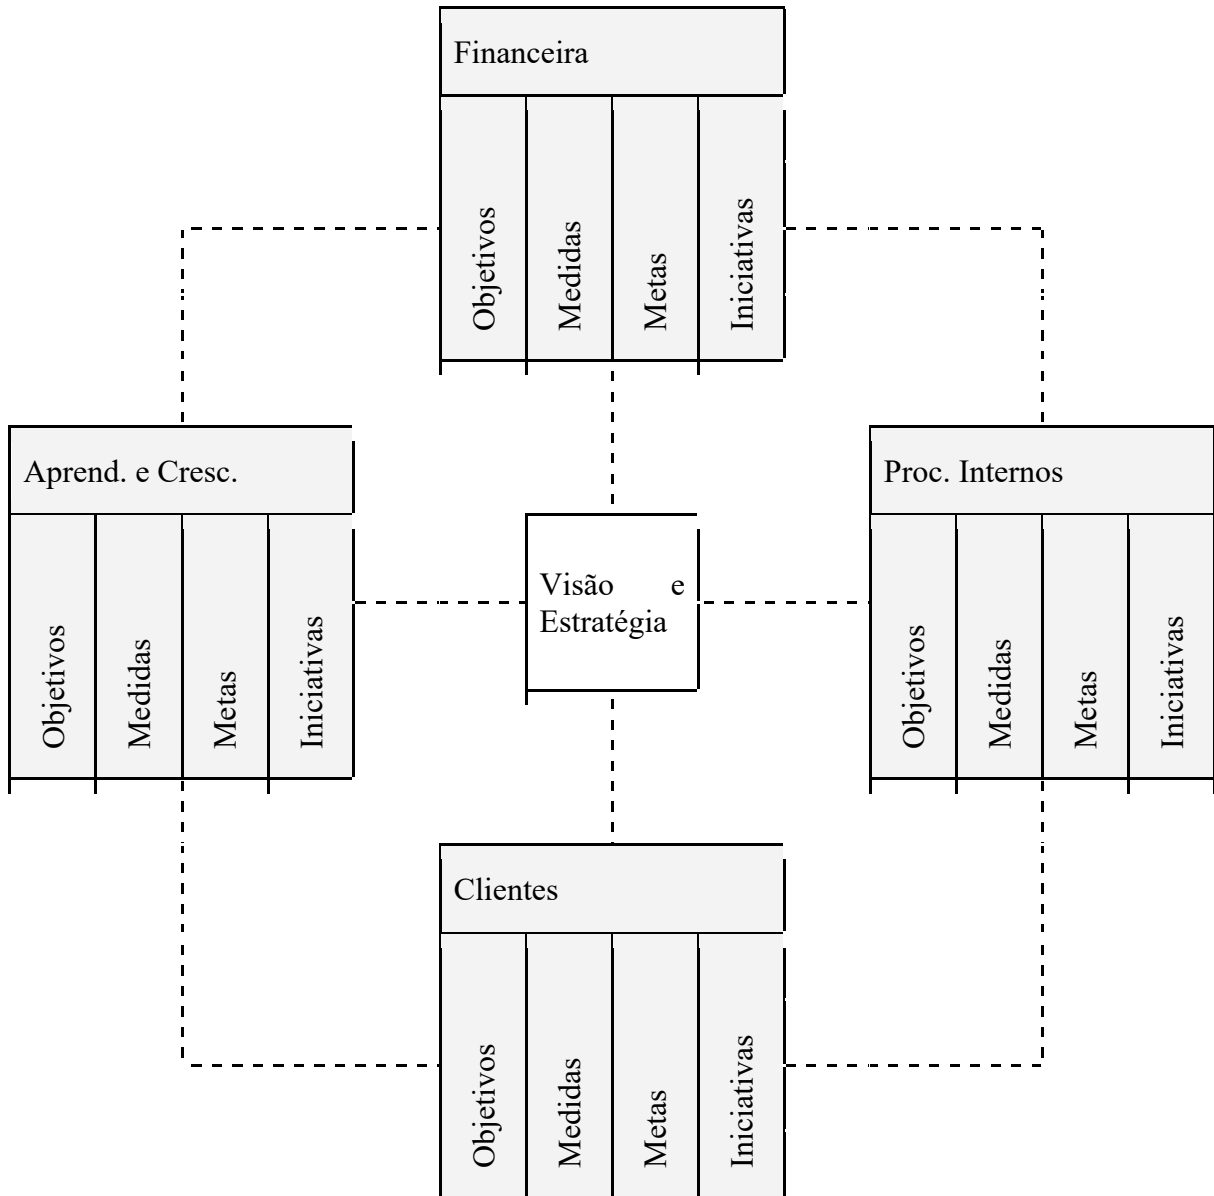 Financeira
Objetivos
Medidas
Metas
Iniciativas
Aprend. e Cresc.
Objetivos
Medidas
Metas
Iniciativas
Visão e
Estratégia
Proc. Internos
Objetivos
Medidas
Metas
Iniciativas
Clientes
Objetivos
Medidas
Metas
Iniciativas